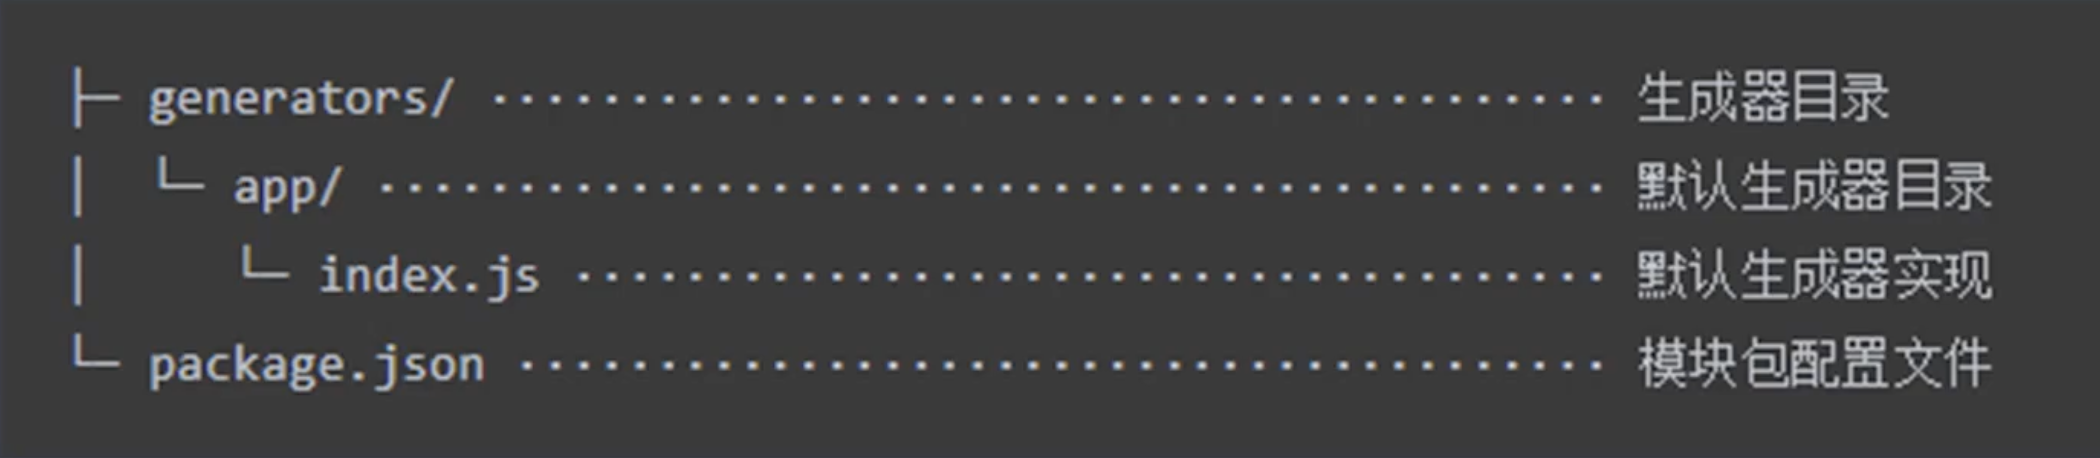 ├─ generators/ ········································ 生成器目录
│  └─ app/ ············································ 默认生成器目录
│     └─ index.js ····································· 默认生成器实现
└─ package.json ······································· 模块包配置文件